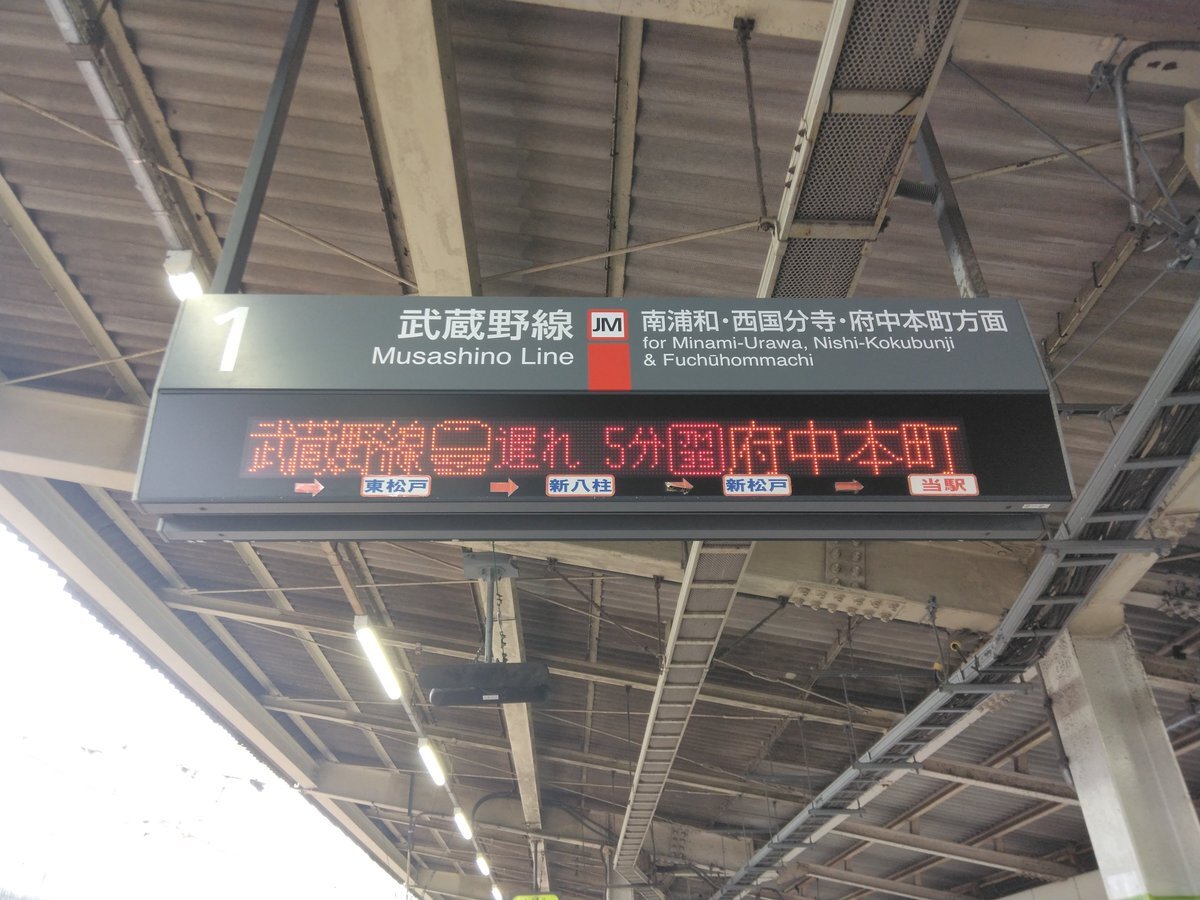 1
武蔵野線
Musashino Line
JM
南浦和・西国分寺・府中本町方面
for Minami-Urawa, Nishi-Kokubunji
& Fuchūhommachi
武蔵野線 遅れ 5分 府中本町
東松戸 新八柱 新松戸 当駅